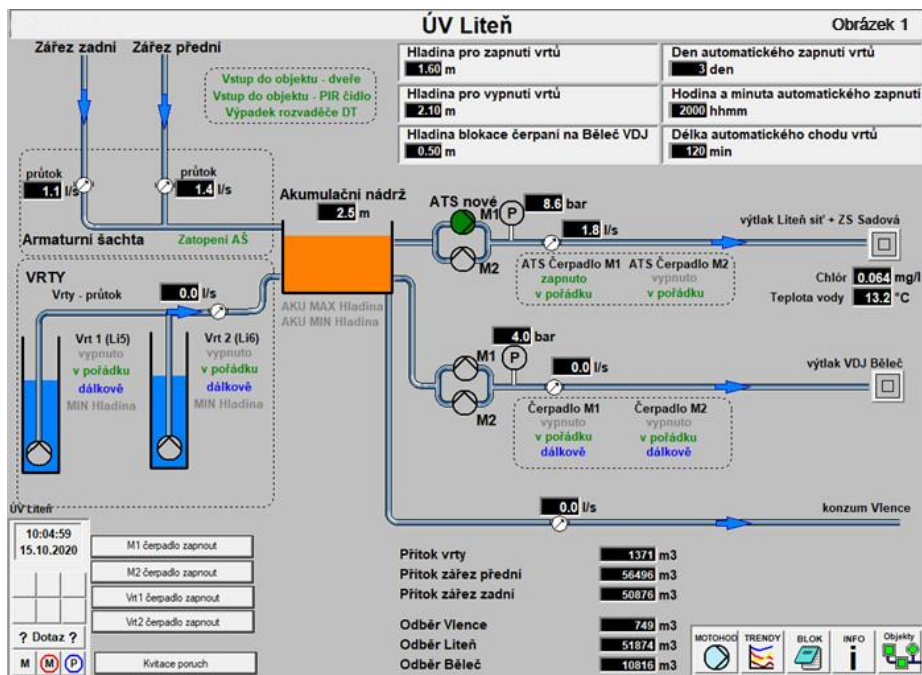 ÚV Liteň
Obrázek 1
Zářez zadní
Zářez přední
Vstup do objektu - dveře
Vstup do objektu - PIR čidlo
Výpadek rozvaděče DT
Hladina pro zapnutí vrtů
1.60 m
Den automatického zapnutí vrtů
3 den
Hladina pro vypnutí vrtů
2.10 m
Hodina a minuta automatického zapnutí
2000 hhmm
Hladina blokace čerpaní na Běleč VDJ
0.50 m
Délka automatického chodu vrtů
120 min
průtok
1.1 l/s
průtok
1.4 l/s
Armaturní šachta
Zatopení AŠ
Akumulační nádrž
2.5 m
AKU MAX Hladina
AKU MIN Hladina
ATS nové
M1
M2
P
8.6 bar
1.8 l/s
výtlak Liteň síť + ZS Sadová
ATS Čerpadlo M1
zapnuto
v pořádku
ATS Čerpadlo M2
vypnuto
v pořádku
Chlór 0.064 mg/l
Teplota vody 13.2 °C
VRTY
Vrty - průtok
0.0 l/s
Vrt 1 (Li5)
vypnuto
v pořádku
dálkově
MIN Hladina
Vrt 2 (Li6)
vypnuto
v pořádku
dálkově
MIN Hladina
M1
M2
P
4.0 bar
0.0 l/s
výtlak VDJ Běleč
Čerpadlo M1
vypnuto
v pořádku
dálkově
Čerpadlo M2
vypnuto
v pořádku
dálkově
0.0 l/s
konzum Vlence
ÚV Liteň
10:04:59
15.10.2020
? Dotaz ?
M M P
M1 čerpadlo zapnout
M2 čerpadlo zapnout
Vrt1 čerpadlo zapnout
Vrt2 čerpadlo zapnout
Kvitace poruch
Přítok vrty 1371 m3
Přítok zářez přední 56496 m3
Přítok zářez zadní 50876 m3
Odběr Vlence 749 m3
Odběr Liteň 51874 m3
Odběr Běleč 10816 m3
MOTOHOD
TRENDY
BLOK
INFO
Objekty